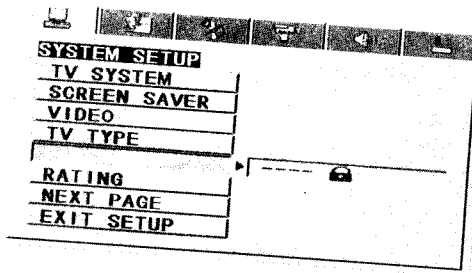 SYSTEM SETUP
TV SYSTEM
SCREEN SAVER
VIDEO
TV TYPE
RATING
NEXT PAGE
EXIT SETUP